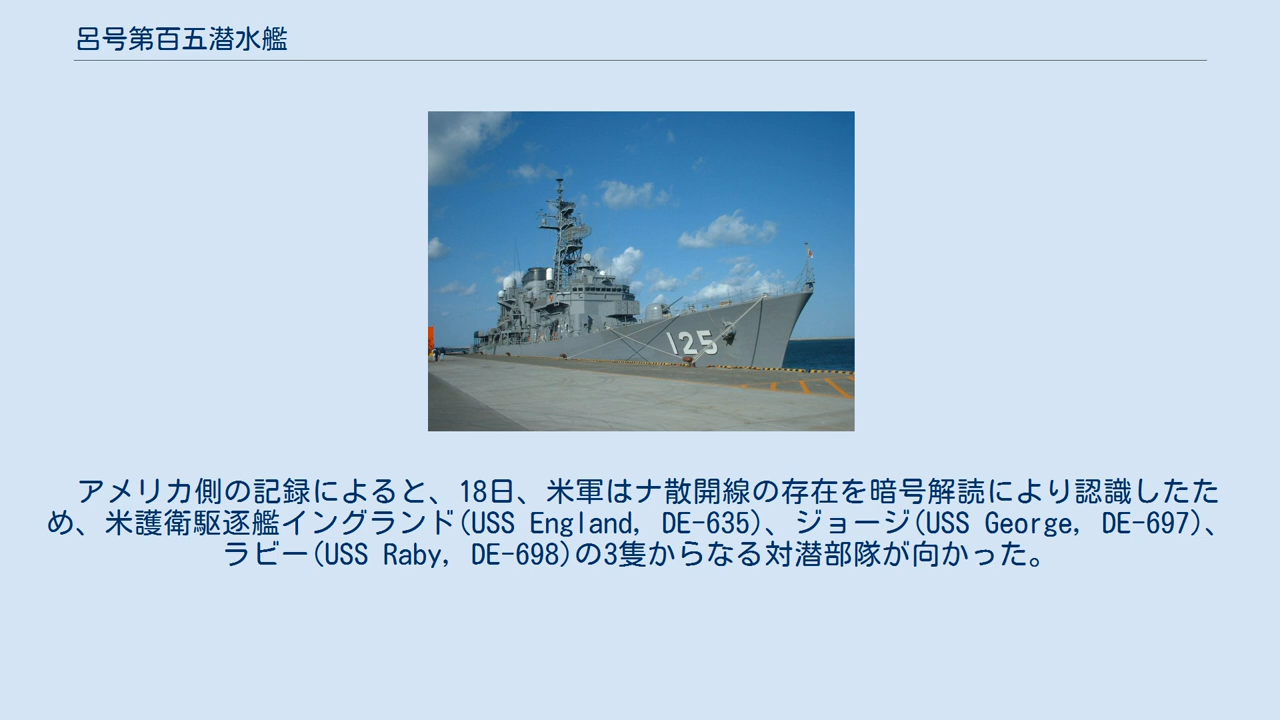 呂号第百五潜水艦
125
アメリカ側の記録によると、18日、米軍はナ散開線の存在を暗号解読により認識したた
め、米護衛駆逐艦イングランド(USS England, DE-635)、ジョージ(USS George, DE-697)、
ラビー(USS Raby, DE-698)の3隻からなる対潜部隊が向かった。